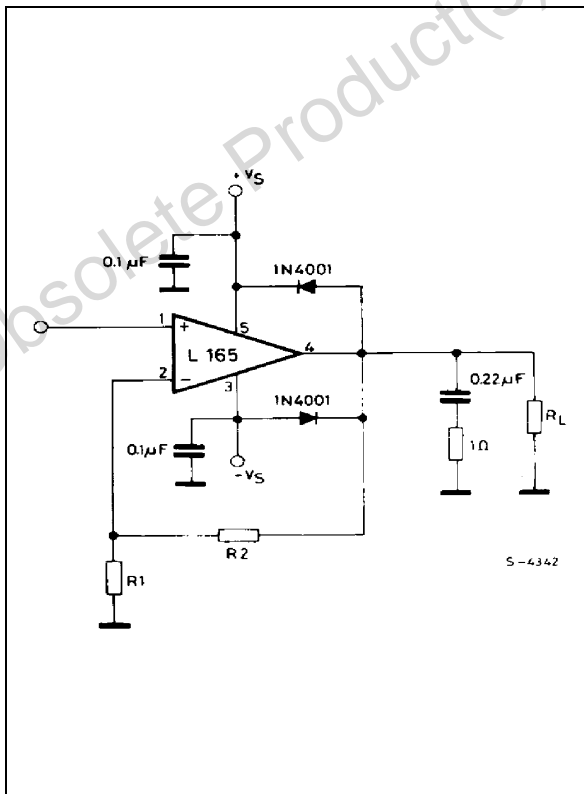 Obsolete Product(s)
+VS
0.1 µF
1N4001
1
+
5
L 165
4
2
−
3
1N4001
0.22µF
RL
0.1µF
1Ω
−VS
R2
S-4342
R1